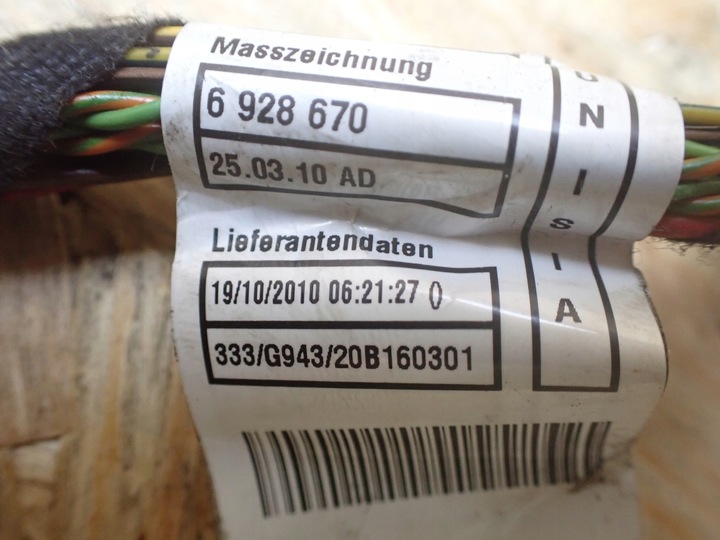 Masszeichnung
6 928 670
25.03.10 AD
Lieferantendaten
19/10/2010 06:21:27 ()
333/G943/20B160301
N
I
S
I
A